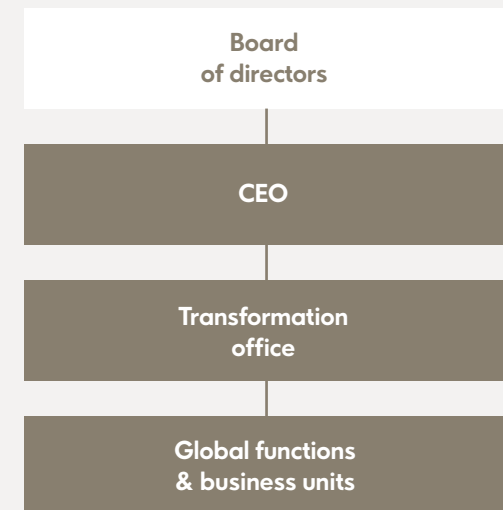 Board
of directors
CEO
Transformation
office
Global functions
& business units